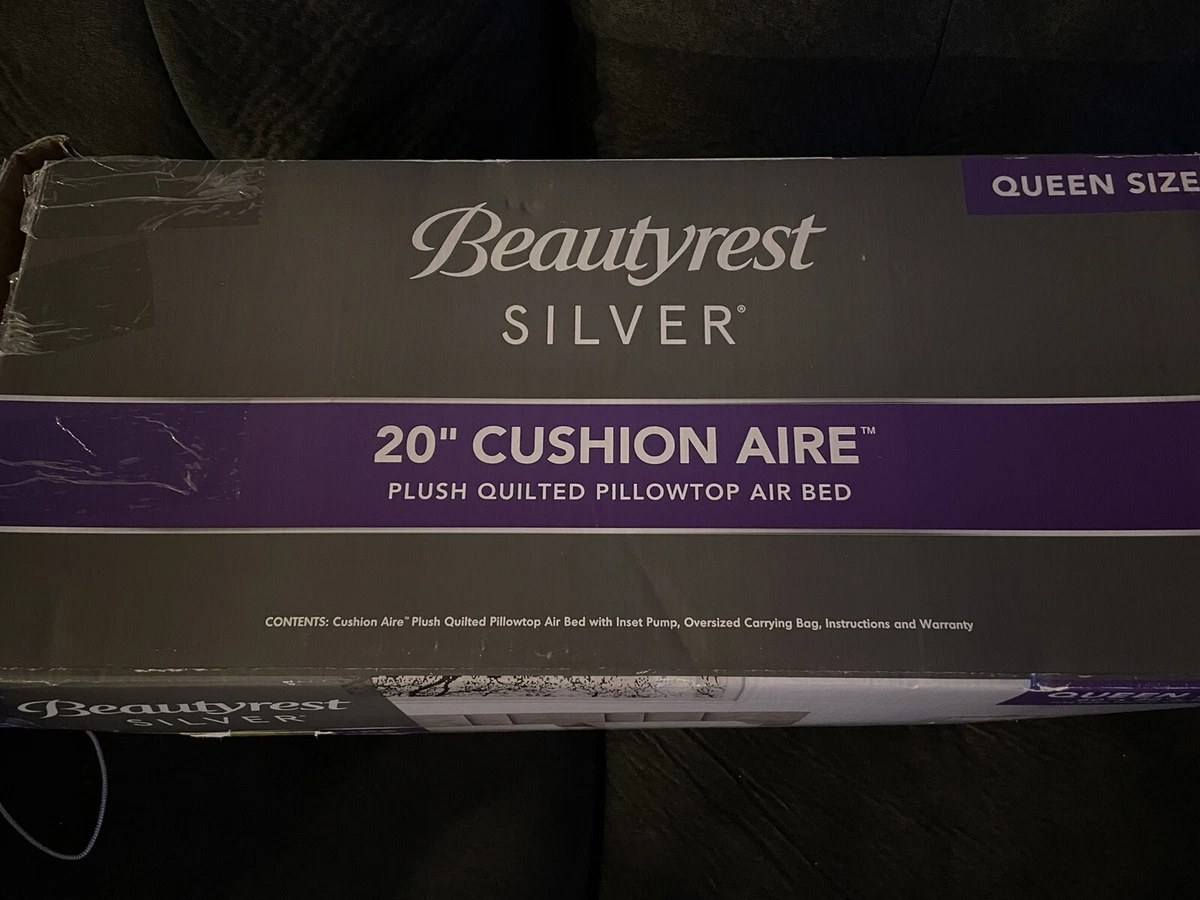 QUEEN SIZE
Beautyrest
SILVER®
20" CUSHION AIRE™
PLUSH QUILTED PILLOWTOP AIR BED
CONTENTS: Cushion Aire™ Plush Quilted Pillowtop Air Bed with Inset Pump, Oversized Carrying Bag, Instructions and Warranty
Beautyrest
SILVER®
QUEEN